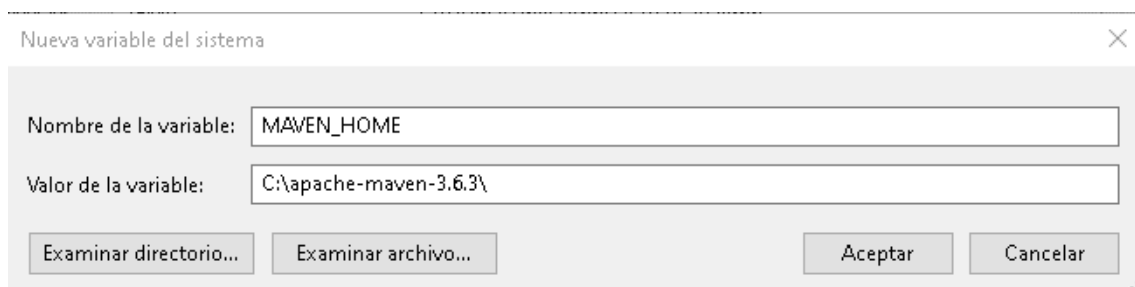 Nueva variable del sistema
Nombre de la variable: MAVEN_HOME
Valor de la variable: C:\apache-maven-3.6.3\
Examinar directorio... Examinar archivo... Aceptar Cancelar